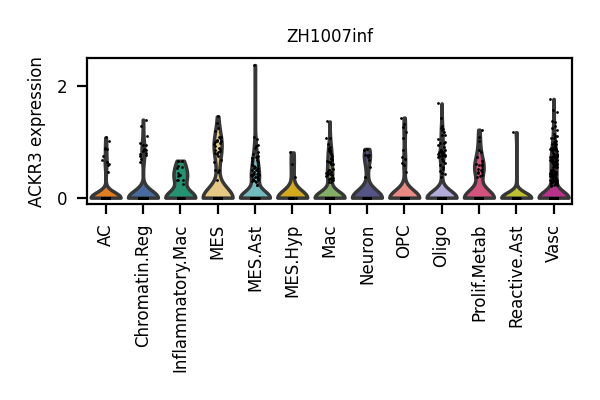 ZH1007inf
ACKR3 expression
2
0
AC
Chromatin.Reg
Inflammatory.Mac
MES
MES.Ast
MES.Hyp
Mac
Neuron
OPC
Oligo
Prolif.Metab
Reactive.Ast
Vasc